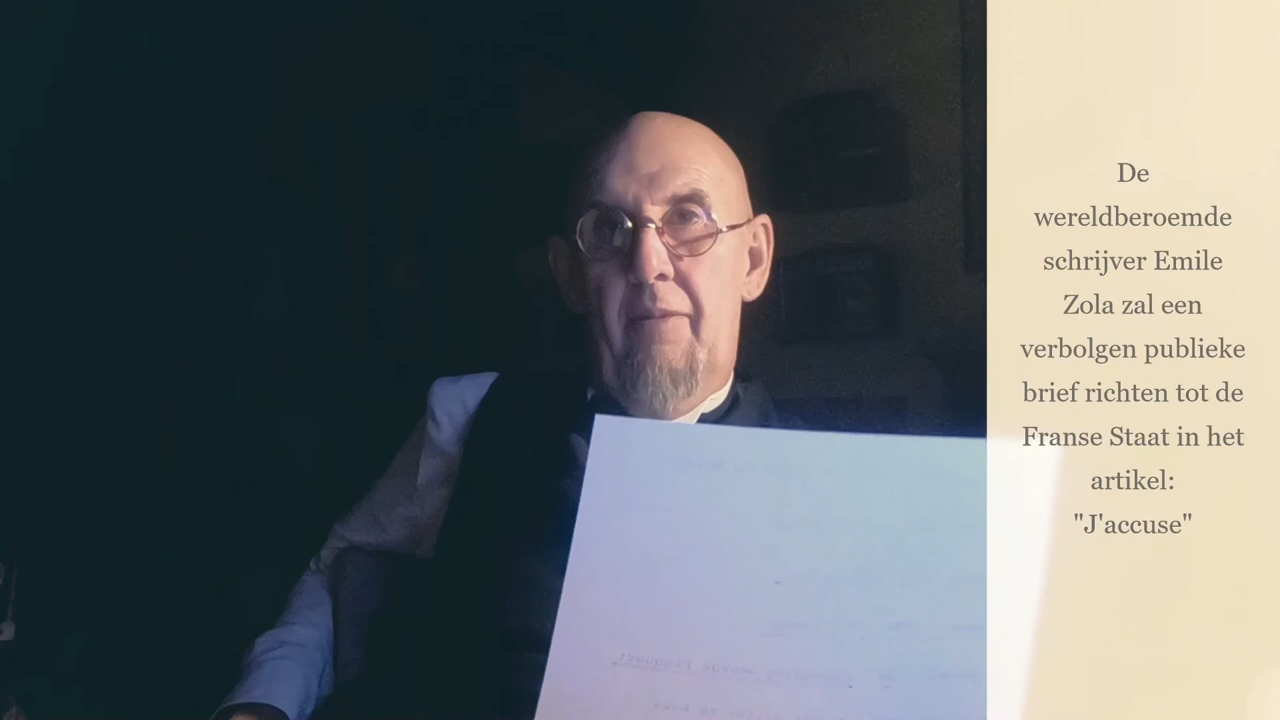 De
wereldberoemde
schrijver Emile
Zola zal een
verbolgen publieke
brief richten tot de
Franse Staat in het
artikel:
"J'accuse"